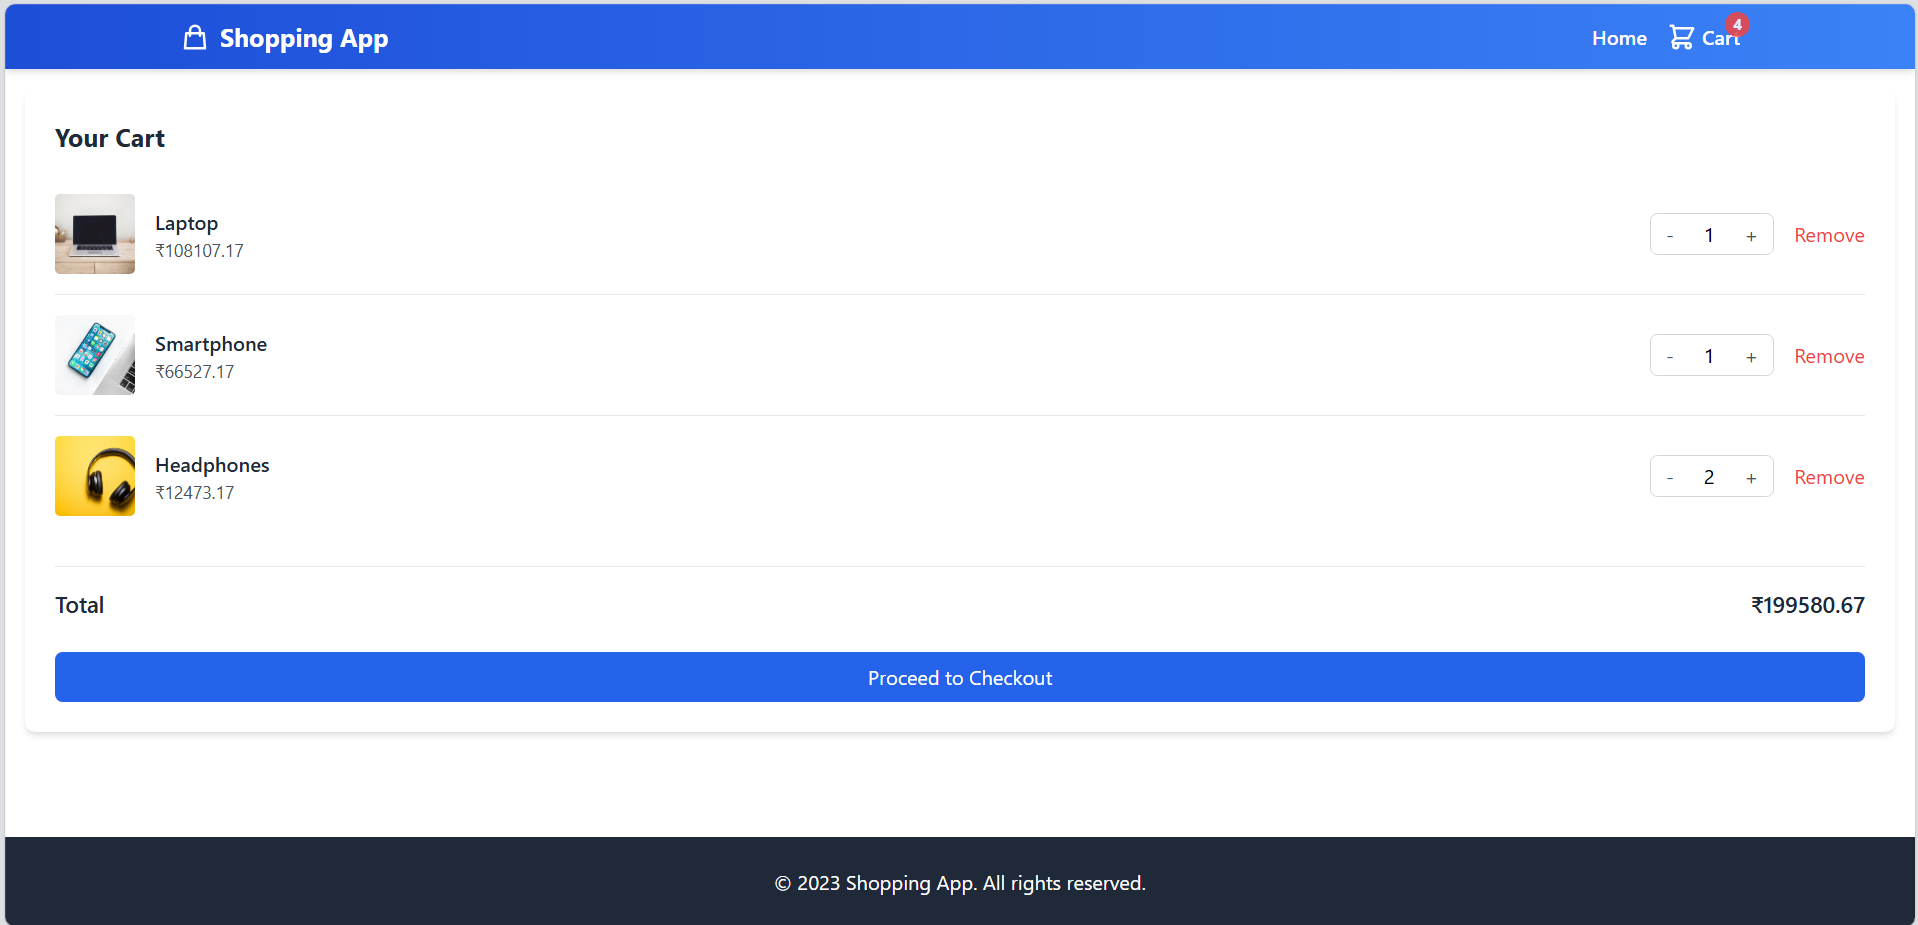 Shopping App
Home
Cart
4
Your Cart
Laptop
₹108107.17
- 1 +
Remove
Smartphone
₹66527.17
- 1 +
Remove
Headphones
₹12473.17
- 2 +
Remove
Total
₹199580.67
Proceed to Checkout
© 2023 Shopping App. All rights reserved.